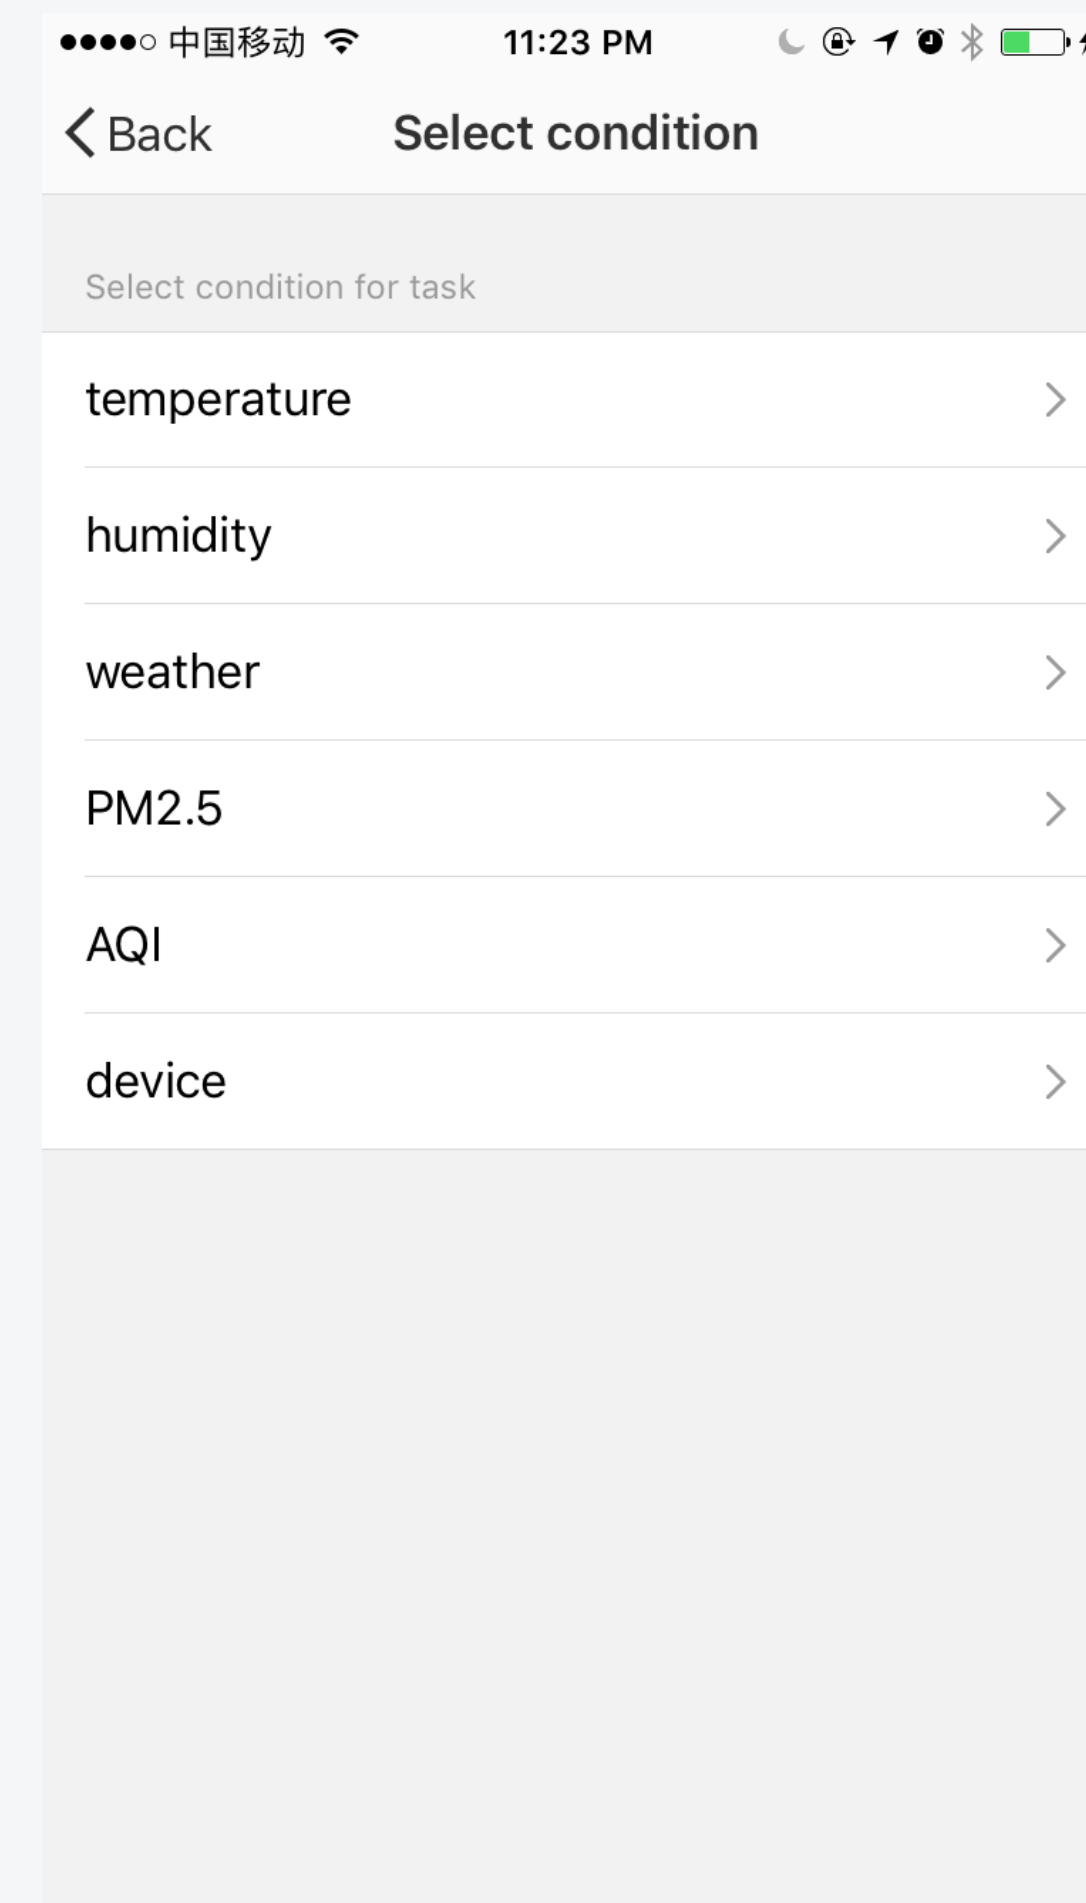 中国移动 11:23 PM
Back Select condition
Select condition for task
temperature
humidity
weather
PM2.5
AQI
device